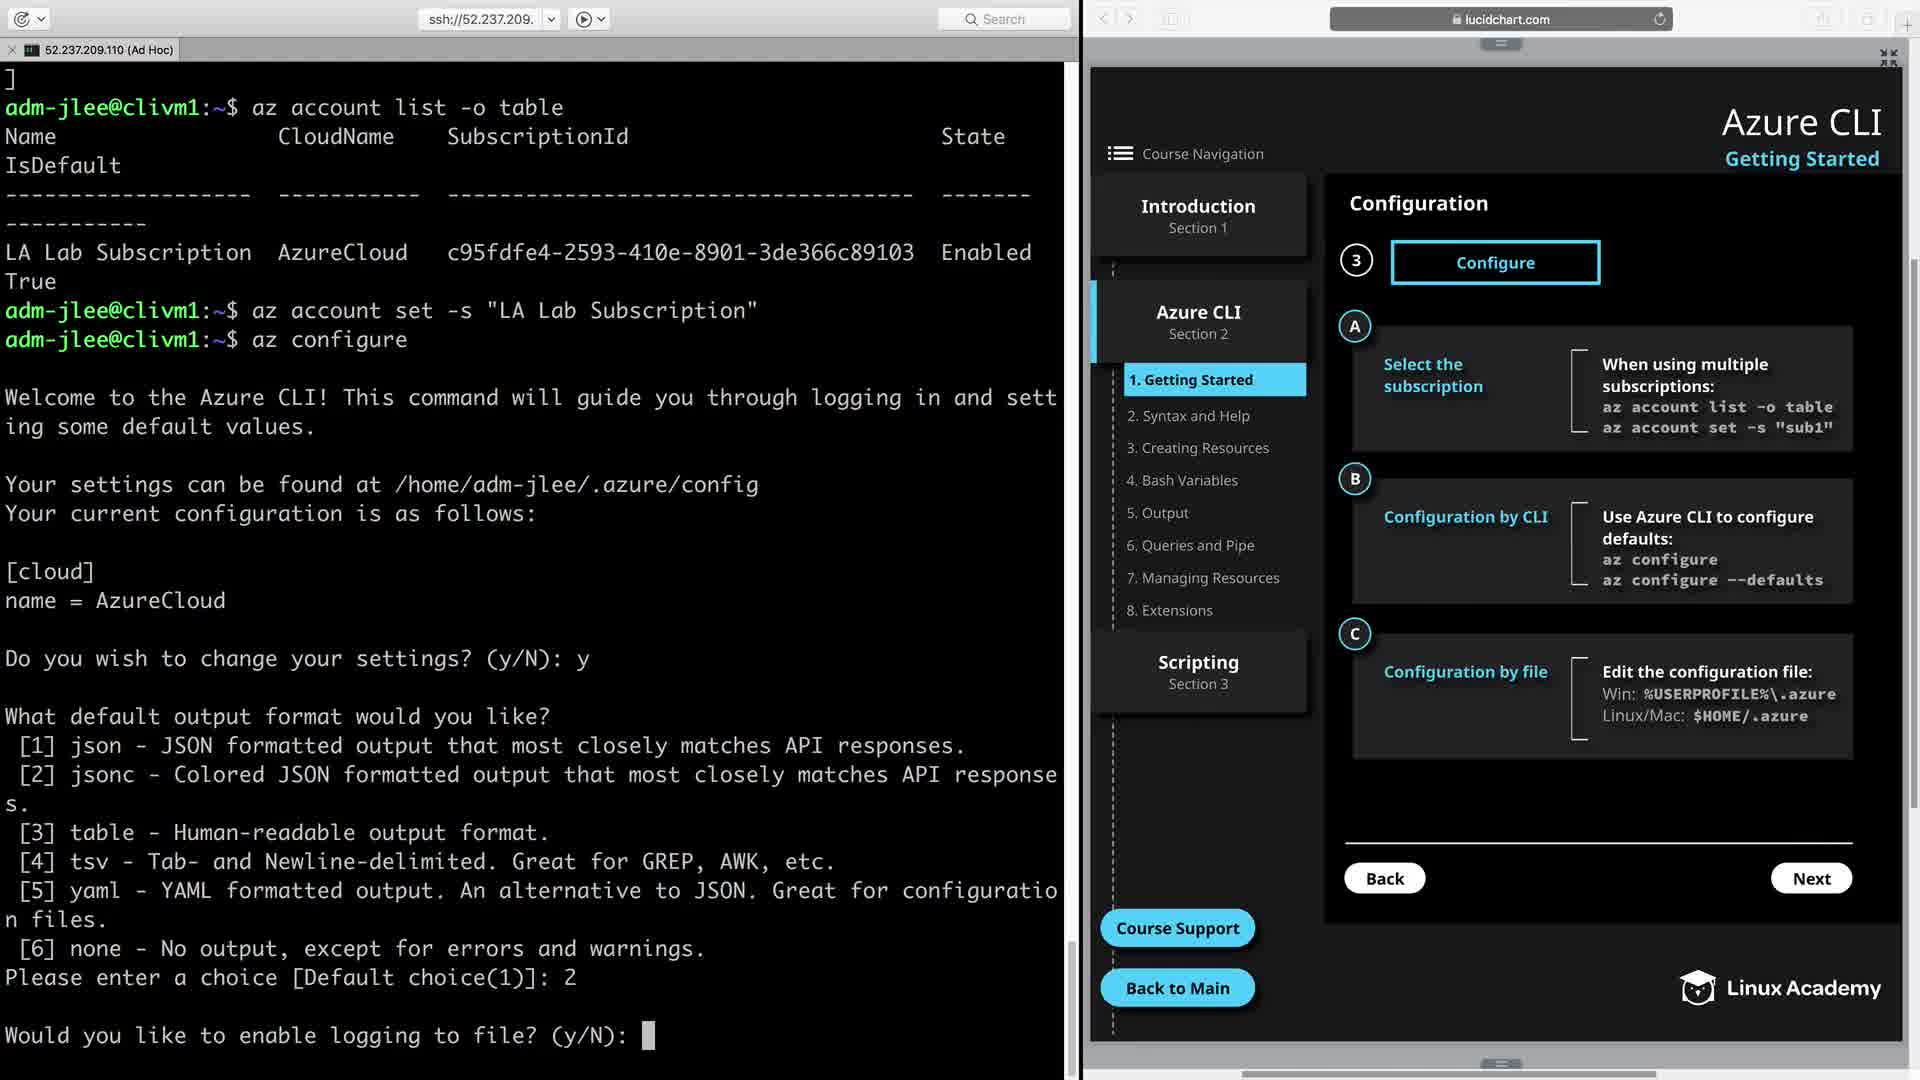 ssh://52.237.209.
Search
52.237.209.110 (Ad Hoc)
]
adm-jlee@clivm1:~$ az account list -o table
Name                 CloudName    SubscriptionId                        State
IsDefault
-------------------  -----------  ------------------------------------  -------
-----------
LA Lab Subscription  AzureCloud   c95fdfe4-2593-410e-8901-3de366c89103  Enabled
True
adm-jlee@clivm1:~$ az account set -s "LA Lab Subscription"
adm-jlee@clivm1:~$ az configure
Welcome to the Azure CLI! This command will guide you through logging in and sett
ing some default values.
Your settings can be found at /home/adm-jlee/.azure/config
Your current configuration is as follows:
[cloud]
name = AzureCloud
Do you wish to change your settings? (y/N): y
What default output format would you like?
[1] json - JSON formatted output that most closely matches API responses.
[2] jsonc - Colored JSON formatted output that most closely matches API response
s.
[3] table - Human-readable output format.
[4] tsv - Tab- and Newline-delimited. Great for GREP, AWK, etc.
[5] yaml - YAML formatted output. An alternative to JSON. Great for configuratio
n files.
[6] none - No output, except for errors and warnings.
Please enter a choice [Default choice(1)]: 2
Would you like to enable logging to file? (y/N):
lucidchart.com
Azure CLI
Getting Started
Course Navigation
Introduction
Section 1
Azure CLI
Section 2
1. Getting Started
2. Syntax and Help
3. Creating Resources
4. Bash Variables
5. Output
6. Queries and Pipe
7. Managing Resources
8. Extensions
Scripting
Section 3
Course Support
Back to Main
Configuration
3
Configure
A
Select the
subscription
When using multiple
subscriptions:
az account list -o table
az account set -s "sub1"
B
Configuration by CLI
Use Azure CLI to configure
defaults:
az configure
az configure --defaults
C
Configuration by file
Edit the configuration file:
Win: %USERPROFILE%\.azure
Linux/Mac: $HOME/.azure
Back
Next
Linux Academy